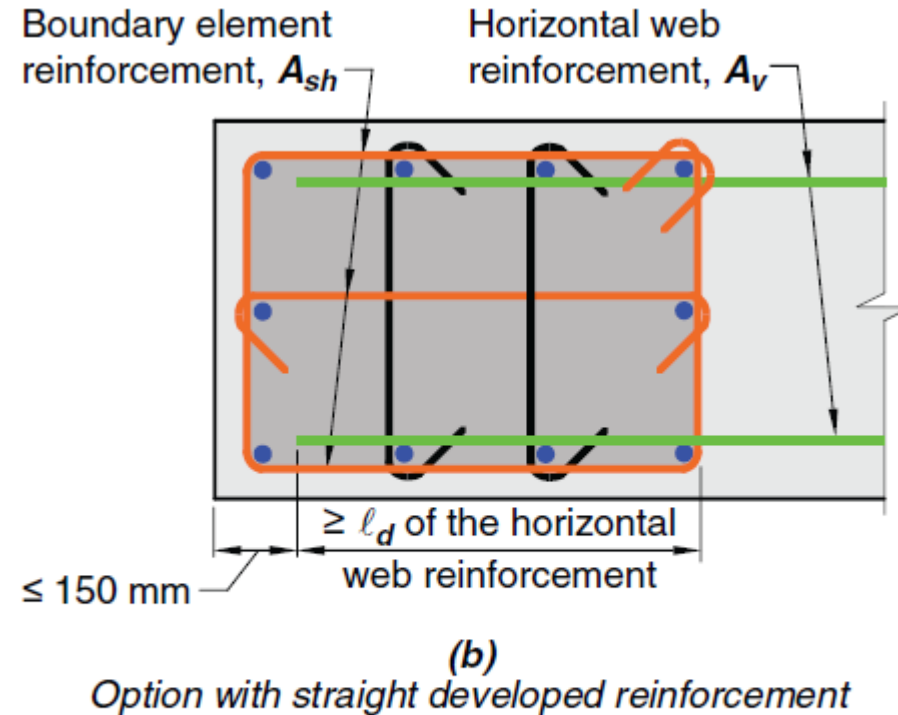 Boundary element
reinforcement, Ash
Horizontal web
reinforcement, Av
≥ ℓd of the horizontal
web reinforcement
≤ 150 mm
(b)
Option with straight developed reinforcement